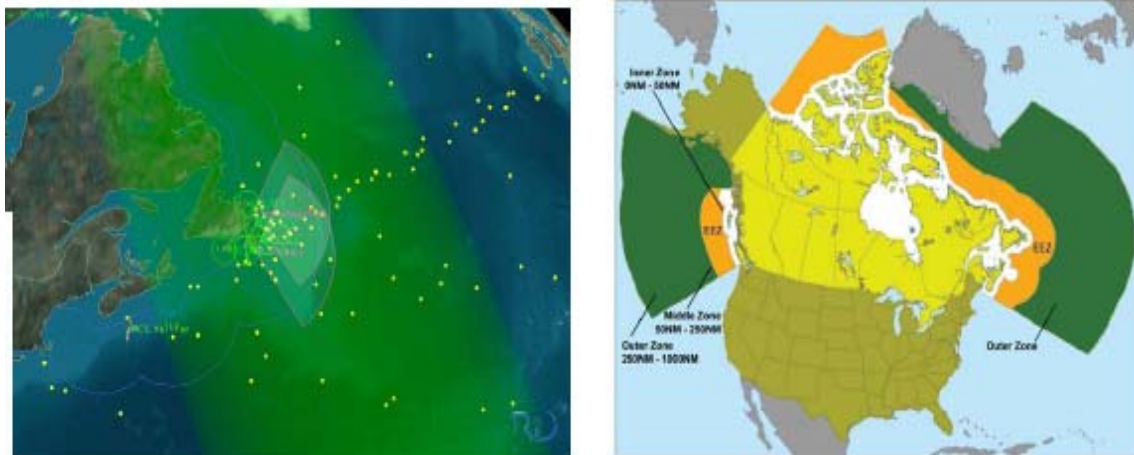 Inner Zone
0NM - 50NM
EEZ
EEZ
Middle Zone
50NM - 250NM
Outer Zone
250NM - 1000NM
Outer Zone